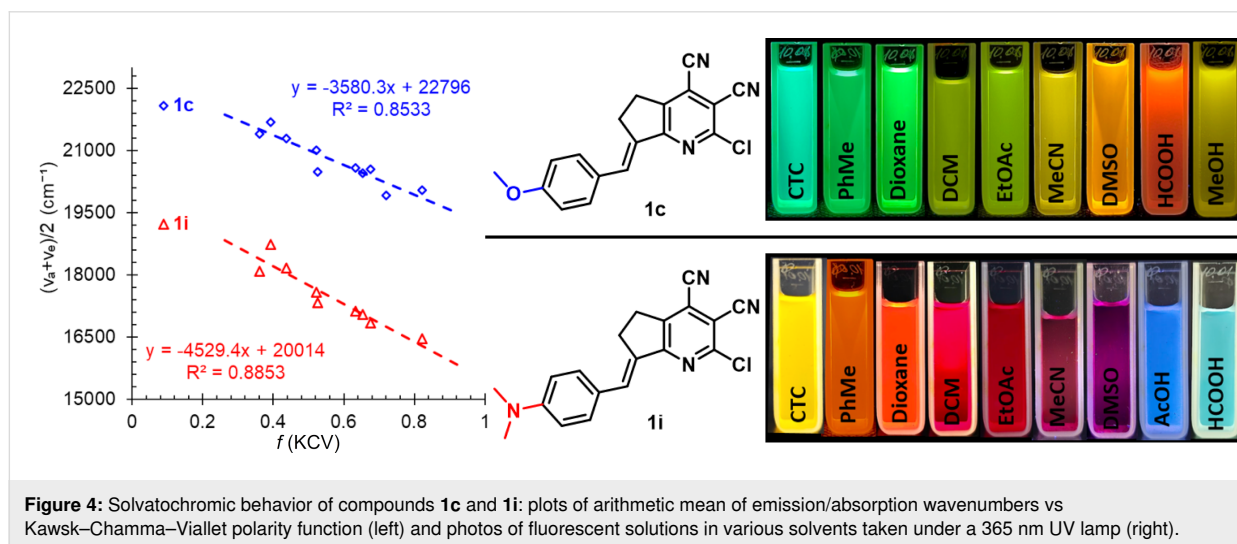 22500
21000
19500
18000
16500
15000
0
0.2
0.4
0.6
0.8
1
(νa+νe)/2 (cm⁻¹)
f (KCV)
1c
y = -3580.3x + 22796
R² = 0.8533
1i
y = -4529.4x + 20014
R² = 0.8853
CN
CN
N
Cl
O
1c
CN
CN
N
Cl
N
1i
CTC
PhMe
Dioxane
DCM
EtOAc
MeCN
DMSO
HCOOH
MeOH
CTC
PhMe
Dioxane
DCM
EtOAc
MeCN
DMSO
AcOH
HCOOH
Figure 4: Solvatochromic behavior of compounds 1c and 1i: plots of arithmetic mean of emission/absorption wavenumbers vs
Kawsk–Chamma–Viallet polarity function (left) and photos of fluorescent solutions in various solvents taken under a 365 nm UV lamp (right).